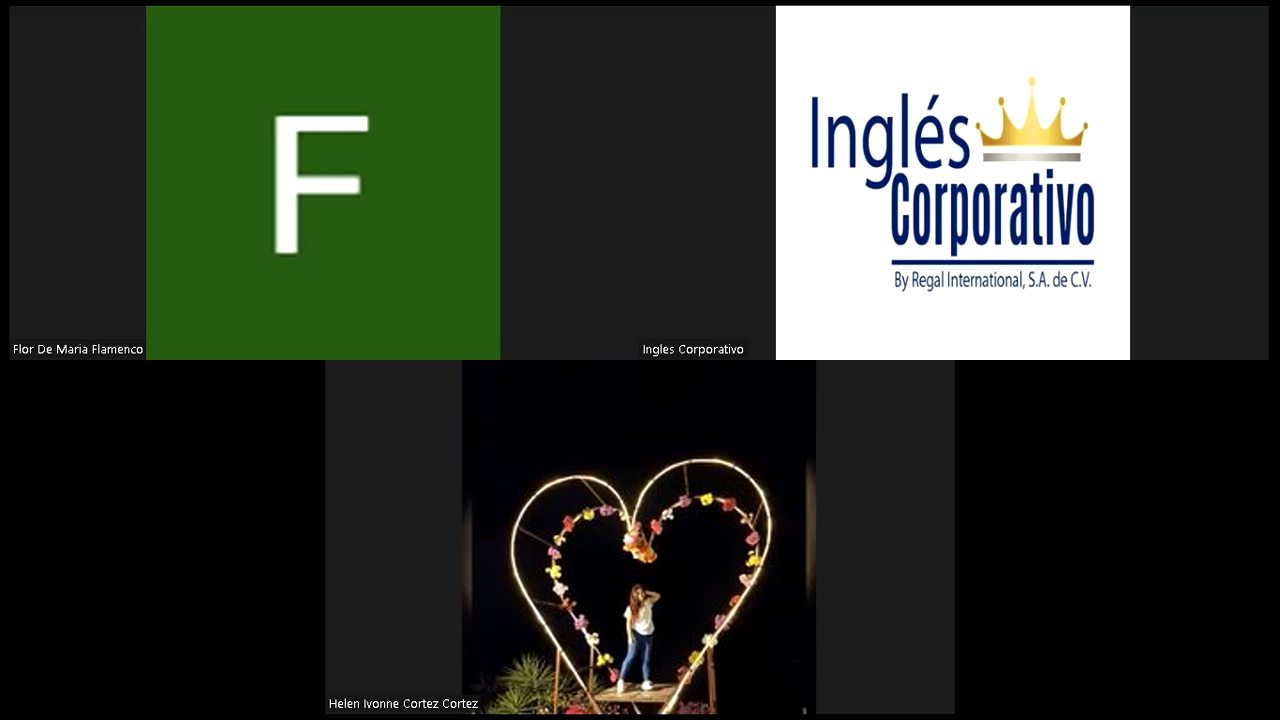 F
Inglés
Corporativo
By Regal International, S.A. de C.V.
Flor De Maria Flamenco
Ingles Corporativo
Helen Ivonne Cortez Cortez